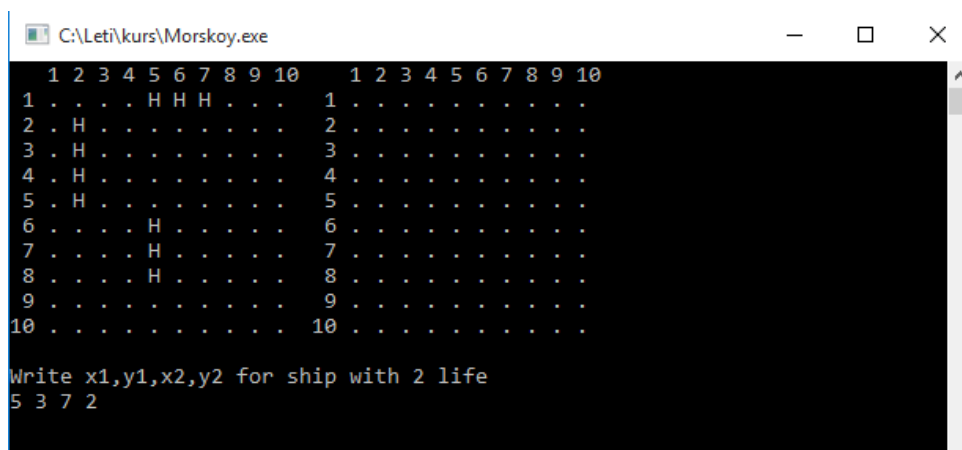 C:\Leti\kurs\Morskoy.exe
1 2 3 4 5 6 7 8 9 10 1 2 3 4 5 6 7 8 9 10
1 . . . . H H H . . . 1 . . . . . . . . . .
2 . H . . . . . . . . 2 . . . . . . . . . .
3 . H . . . . . . . . 3 . . . . . . . . . .
4 . H . . . . . . . . 4 . . . . . . . . . .
5 . H . . . . . . . . 5 . . . . . . . . . .
6 . . . . H . . . . . 6 . . . . . . . . . .
7 . . . . H . . . . . 7 . . . . . . . . . .
8 . . . . H . . . . . 8 . . . . . . . . . .
9 . . . . . . . . . . 9 . . . . . . . . . .
10 . . . . . . . . . . 10 . . . . . . . . . .
Write x1,y1,x2,y2 for ship with 2 life
5 3 7 2